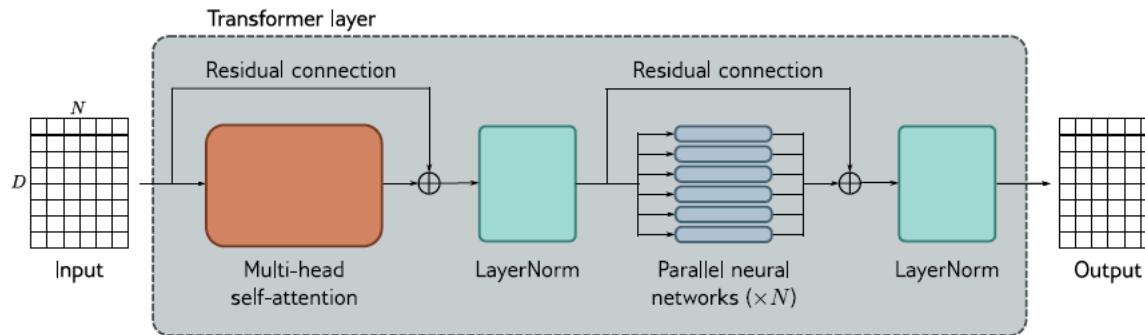 Transformer layer
Residual connection
Residual connection
N
D
Input
Multi-head
self-attention
LayerNorm
Parallel neural
networks (×N)
LayerNorm
Output